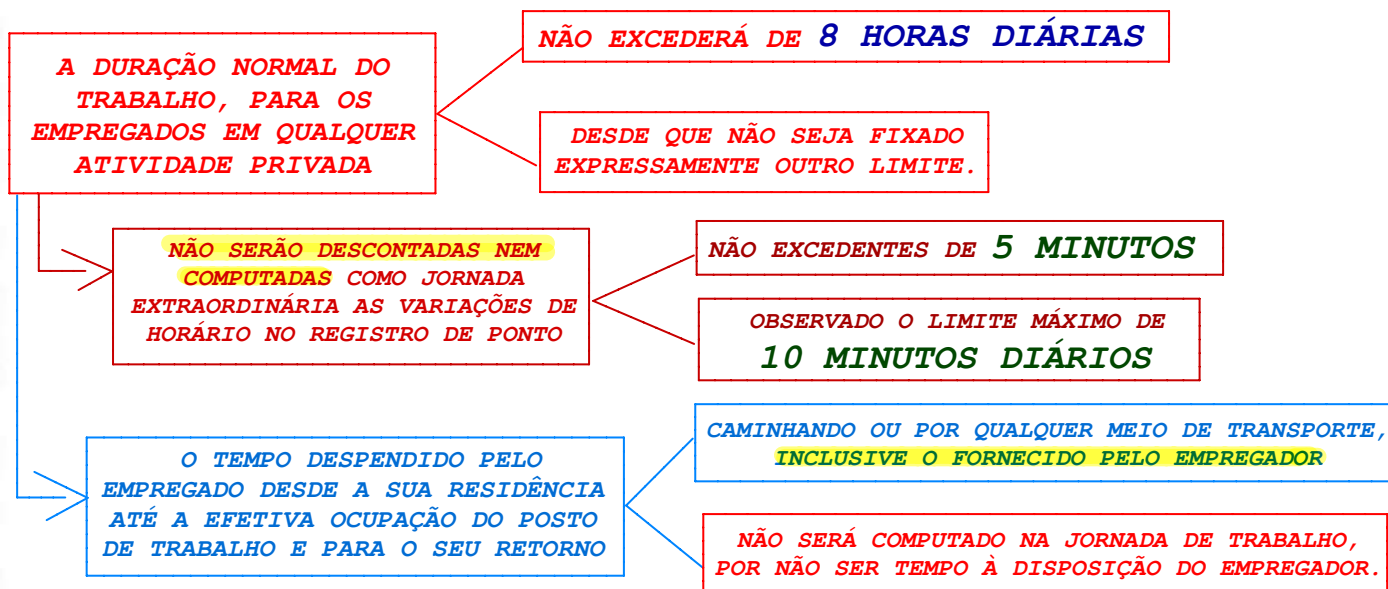 A DURAÇÃO NORMAL DO
TRABALHO, PARA OS
EMPREGADOS EM QUALQUER
ATIVIDADE PRIVADA
NÃO EXCEDERÁ DE 8 HORAS DIÁRIAS
DESDE QUE NÃO SEJA FIXADO
EXPRESSAMENTE OUTRO LIMITE.
NÃO SERÃO DESCONTADAS NEM
COMPUTADAS COMO JORNADA
EXTRAORDINÁRIA AS VARIAÇÕES DE
HORÁRIO NO REGISTRO DE PONTO
NÃO EXCEDENTES DE 5 MINUTOS
OBSERVADO O LIMITE MÁXIMO DE
10 MINUTOS DIÁRIOS
O TEMPO DESPENDIDO PELO
EMPREGADO DESDE A SUA RESIDÊNCIA
ATÉ A EFETIVA OCUPAÇÃO DO POSTO
DE TRABALHO E PARA O SEU RETORNO
CAMINHANDO OU POR QUALQUER MEIO DE TRANSPORTE,
INCLUSIVE O FORNECIDO PELO EMPREGADOR
NÃO SERÁ COMPUTADO NA JORNADA DE TRABALHO,
POR NÃO SER TEMPO À DISPOSIÇÃO DO EMPREGADOR.